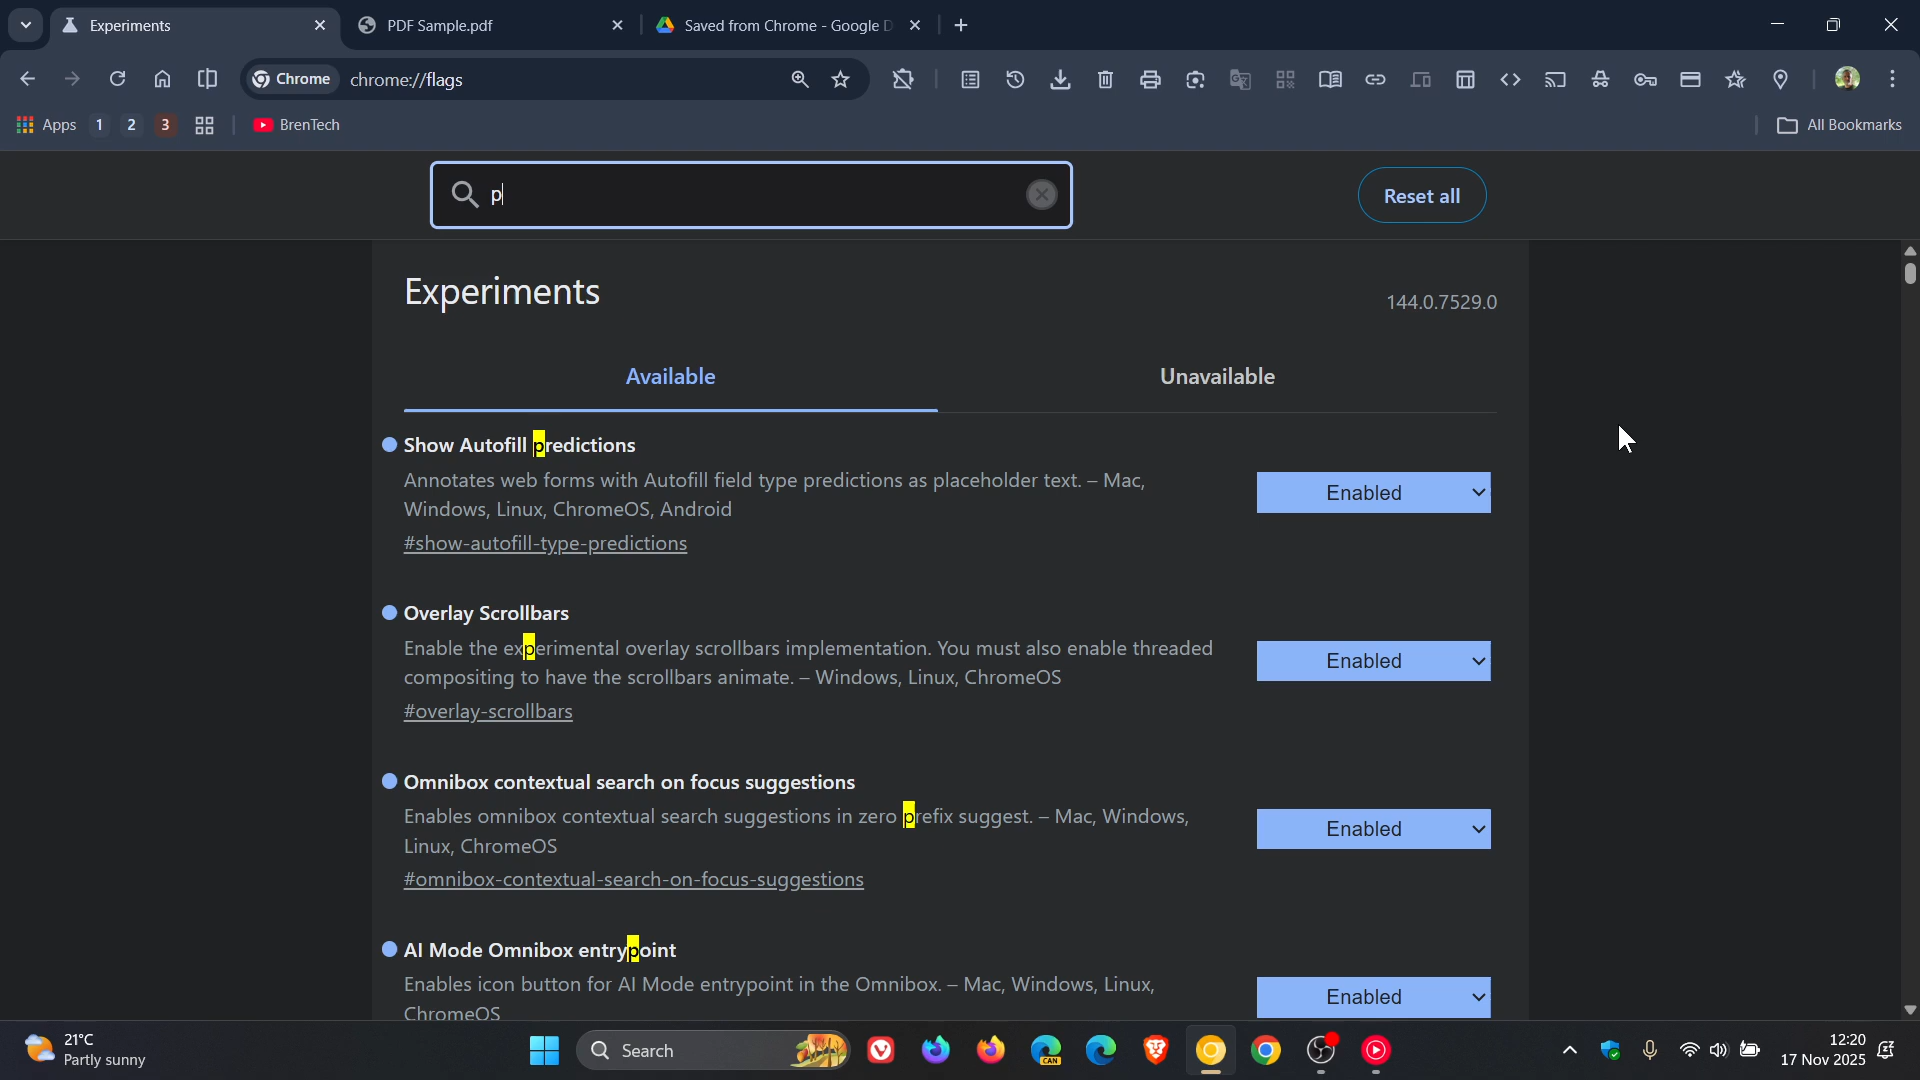 Experiments
PDF Sample.pdf
Saved from Chrome - Google D
Chrome
chrome://flags
Apps
1
2
3
BrenTech
All Bookmarks
p
Reset all
Experiments
144.0.7529.0
Available
Unavailable
Show Autofill predictions
Annotates web forms with Autofill field type predictions as placeholder text. – Mac,
Windows, Linux, ChromeOS, Android
#show-autofill-type-predictions
Enabled
Overlay Scrollbars
Enable the experimental overlay scrollbars implementation. You must also enable threaded
compositing to have the scrollbars animate. – Windows, Linux, ChromeOS
#overlay-scrollbars
Enabled
Omnibox contextual search on focus suggestions
Enables omnibox contextual search suggestions in zero prefix suggest. – Mac, Windows,
Linux, ChromeOS
#omnibox-contextual-search-on-focus-suggestions
Enabled
AI Mode Omnibox entrypoint
Enables icon button for AI Mode entrypoint in the Omnibox. – Mac, Windows, Linux,
ChromeOS
Enabled
21°C
Partly sunny
Search
CAN
12:20
17 Nov 2025